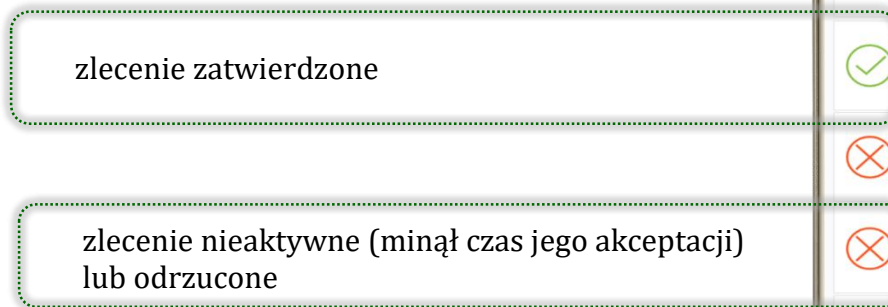 zlecenie zatwierdzone
zlecenie nieaktywne (minął czas jego akceptacji)
lub odrzucone